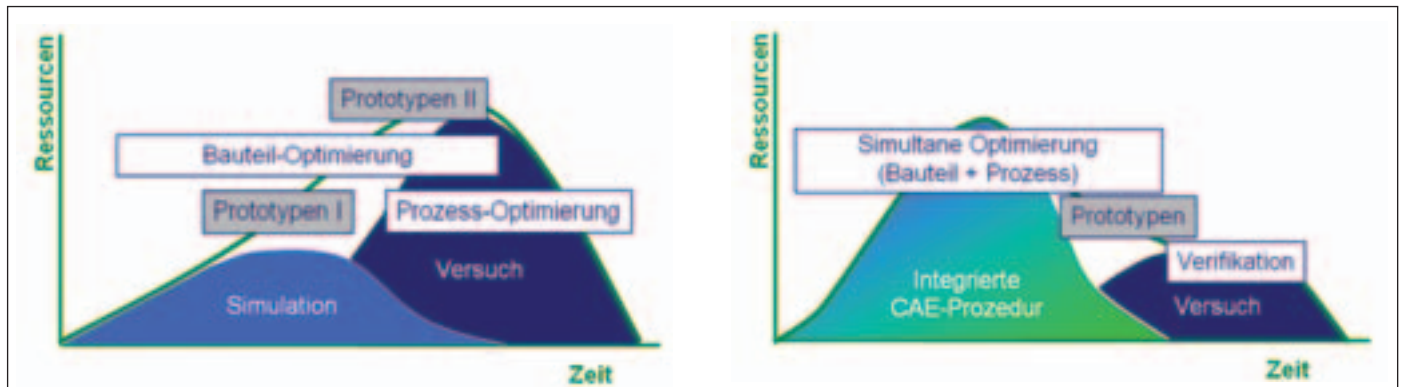 Ressourcen
Prototypen II
Bauteil-Optimierung
Prototypen I
Prozess-Optimierung
Versuch
Simulation
Zeit
Ressourcen
Simultane Optimierung
(Bauteil + Prozess)
Prototypen
Verifikation
Integrierte
CAE-Prozedur
Versuch
Zeit